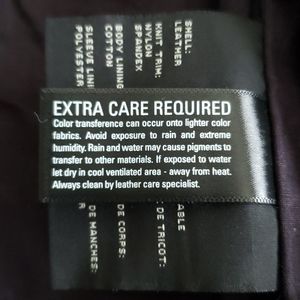 SHELL:
LEATHER
KNIT TRIM:
NYLON
SPANDEX
BODY LINING
COTTON
SLEEVE LINI
POLYESTER
EXTRA CARE REQUIRED
Color transference can occur onto lighter color
fabrics. Avoid exposure to rain and extreme
humidity. Rain and water may cause pigments to
transfer to other materials. If exposed to water
let dry in cool ventilated area - away from heat.
Always clean by leather care specialist.
ABLE
DE TRICOT:
DE CORPS:
DE MANCHES: